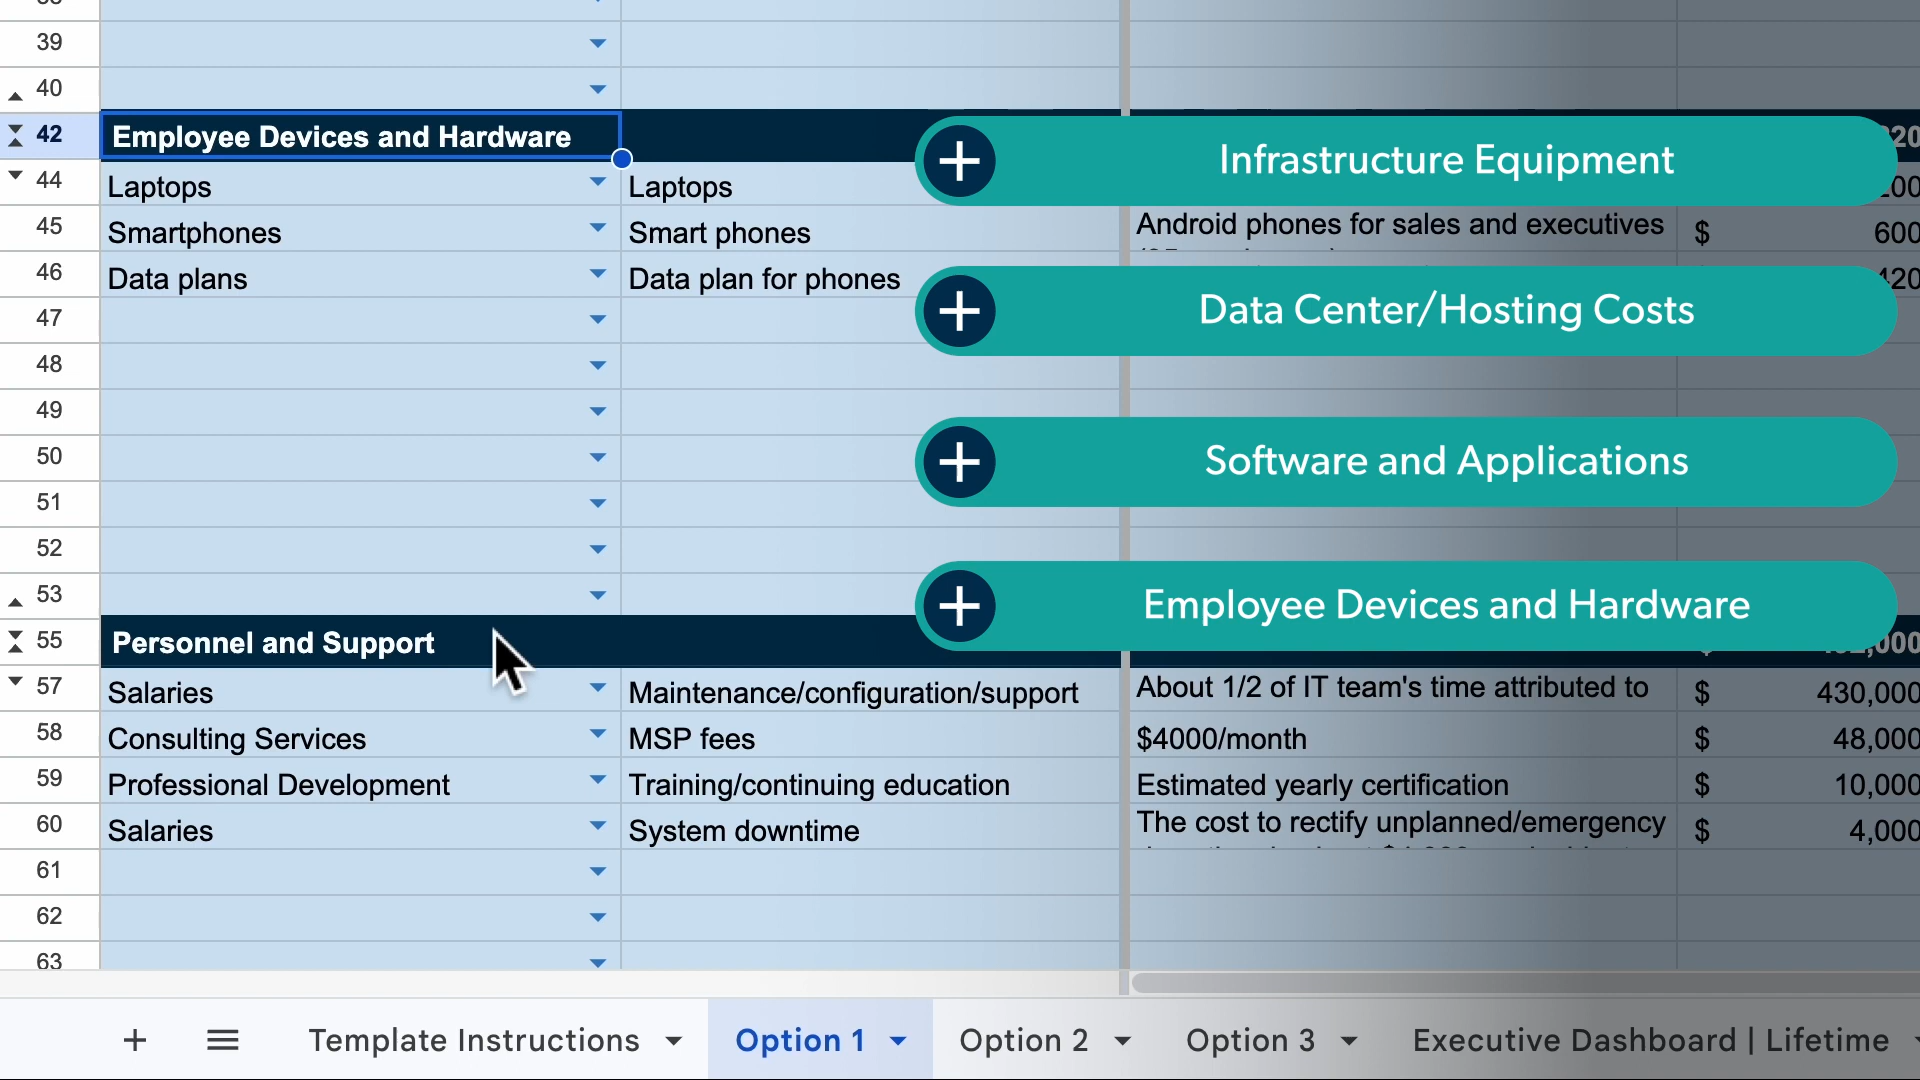 39
40
42 Employee Devices and Hardware
Infrastructure Equipment
44 Laptops Laptops
45 Smartphones Smart phones Android phones for sales and executives $ 600
46 Data plans Data plan for phones
Data Center/Hosting Costs
47
48
49
50
Software and Applications
51
52
53
Employee Devices and Hardware
55 Personnel and Support
57 Salaries Maintenance/configuration/support About 1/2 of IT team's time attributed to $ 430,000
58 Consulting Services MSP fees $4000/month $ 48,000
59 Professional Development Training/continuing education Estimated yearly certification $ 10,000
60 Salaries System downtime The cost to rectify unplanned/emergency $ 4,000
61
62
63
Template Instructions Option 1 Option 2 Option 3 Executive Dashboard | Lifetime